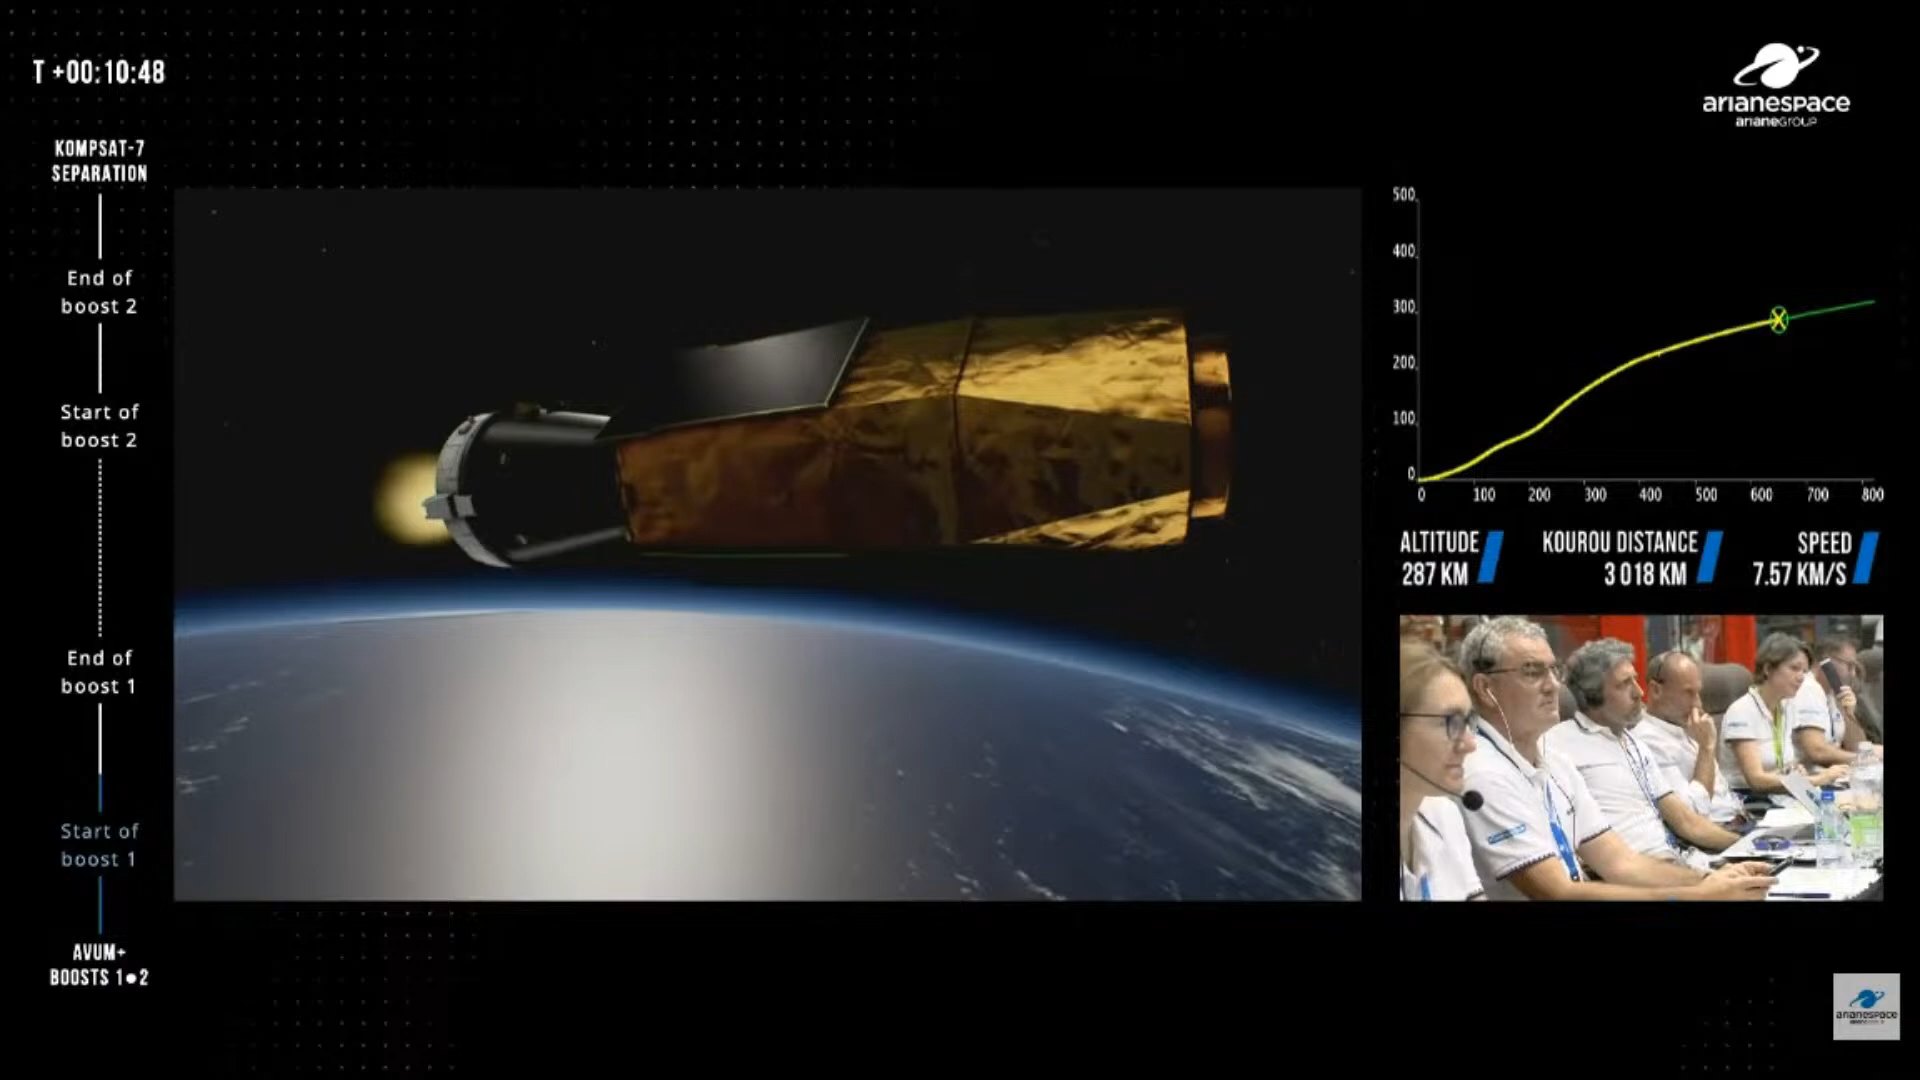 T +00:10:48
arianespace
arianeGROUP
KOMPSAT-7
SEPARATION
End of
boost 2
Start of
boost 2
End of
boost 1
Start of
boost 1
AVUM+
BOOSTS 1•2
500
400
300
200
100
0
0 100 200 300 400 500 600 700 800
ALTITUDE
287 KM
KOUROU DISTANCE
3 018 KM
SPEED
7.57 KM/S
arianespace